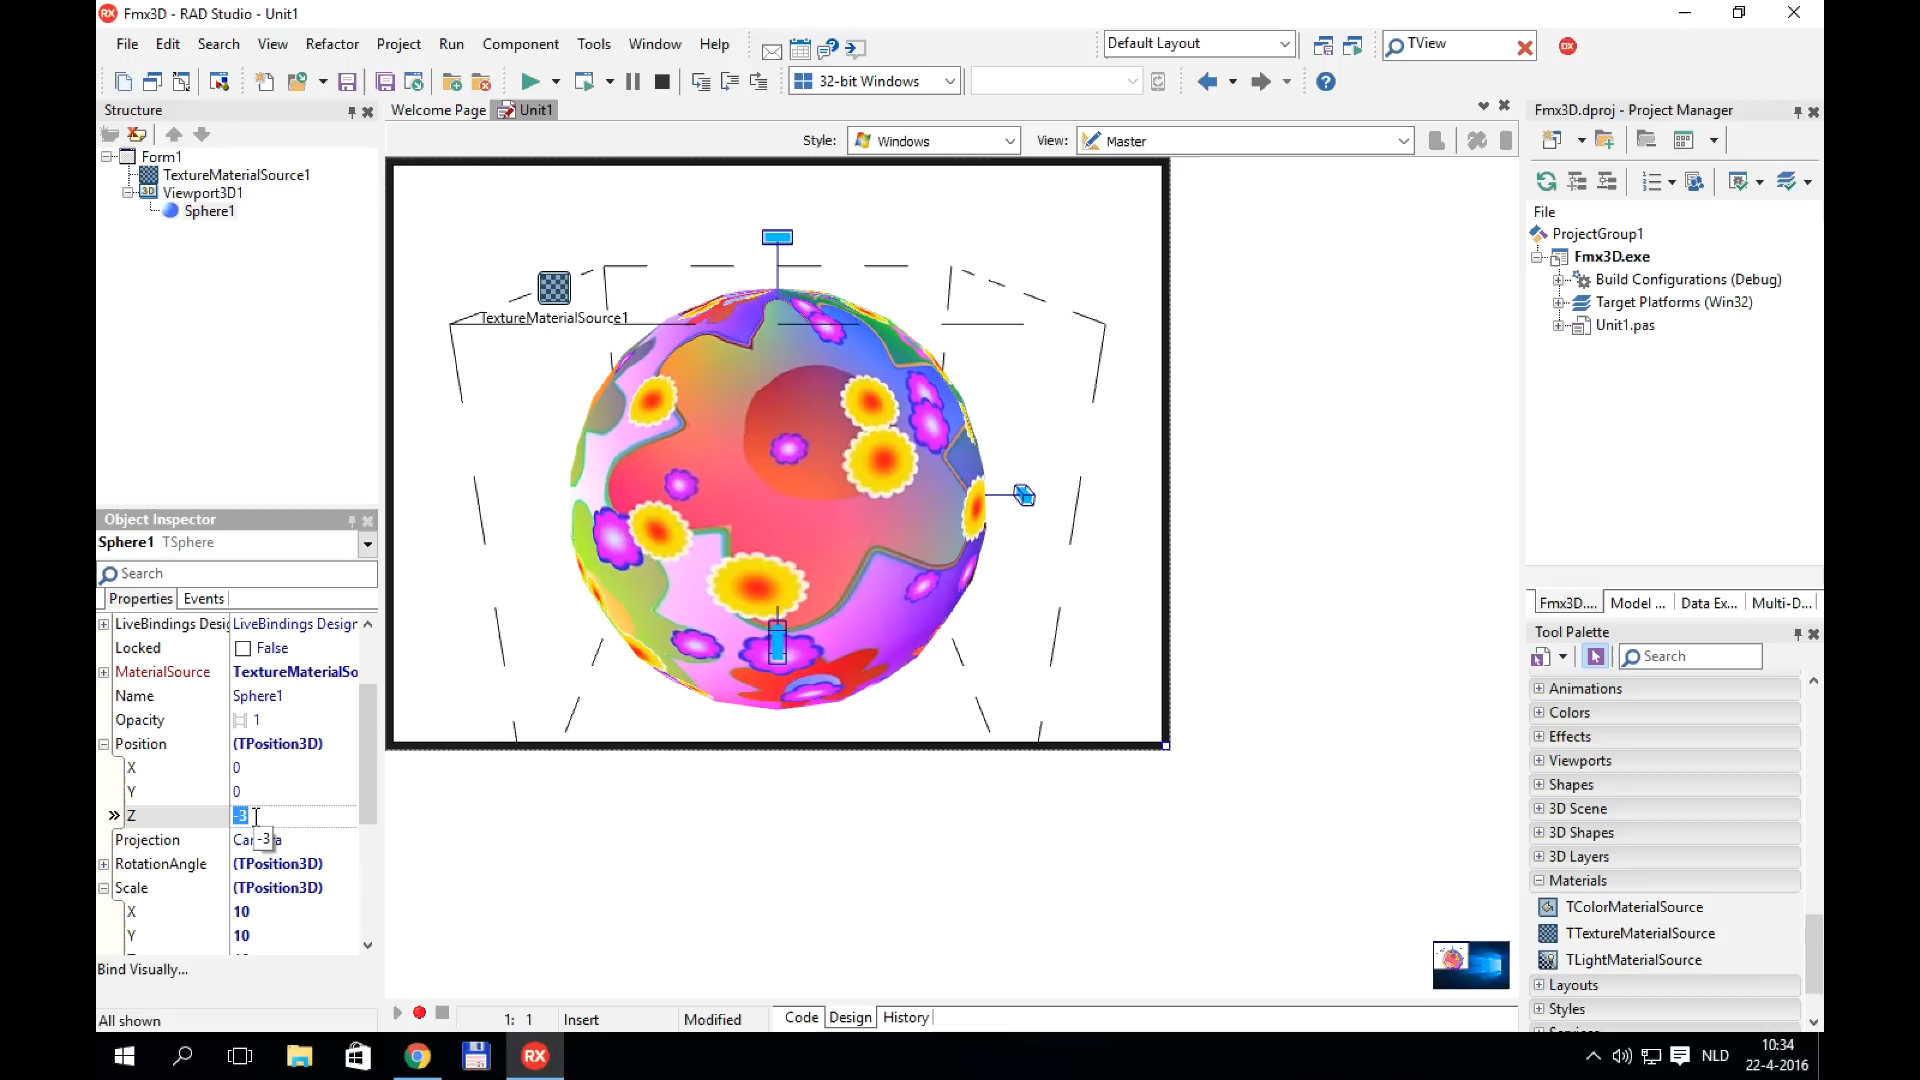 Fmx3D - RAD Studio - Unit1
File Edit Search View Refactor Project Run Component Tools Window Help
Default Layout
TView
32-bit Windows
Structure
Welcome Page
Unit1
Fmx3D.dproj - Project Manager
Style:
Windows
View:
Master
Form1
TextureMaterialSource1
Viewport3D1
Sphere1
File
ProjectGroup1
Fmx3D.exe
Build Configurations (Debug)
Target Platforms (Win32)
Unit1.pas
TextureMaterialSource1
Object Inspector
Sphere1 TSphere
Search
Properties Events
LiveBindings Desig LiveBindings Design
Locked False
MaterialSource TextureMaterialSo
Name Sphere1
Opacity 1
Position (TPosition3D)
X 0
Y 0
Z -3
-3
Projection
RotationAngle (TPosition3D)
Scale (TPosition3D)
X 10
Y 10
Bind Visually...
All shown
Fmx3D.... Model ... Data Ex... Multi-D...
Tool Palette
Search
Animations
Colors
Effects
Viewports
Shapes
3D Scene
3D Shapes
3D Layers
Materials
TColorMaterialSource
TTextureMaterialSource
TLightMaterialSource
Layouts
Styles
1: 1 Insert Modified Code Design History
NLD
10:34
22-4-2016